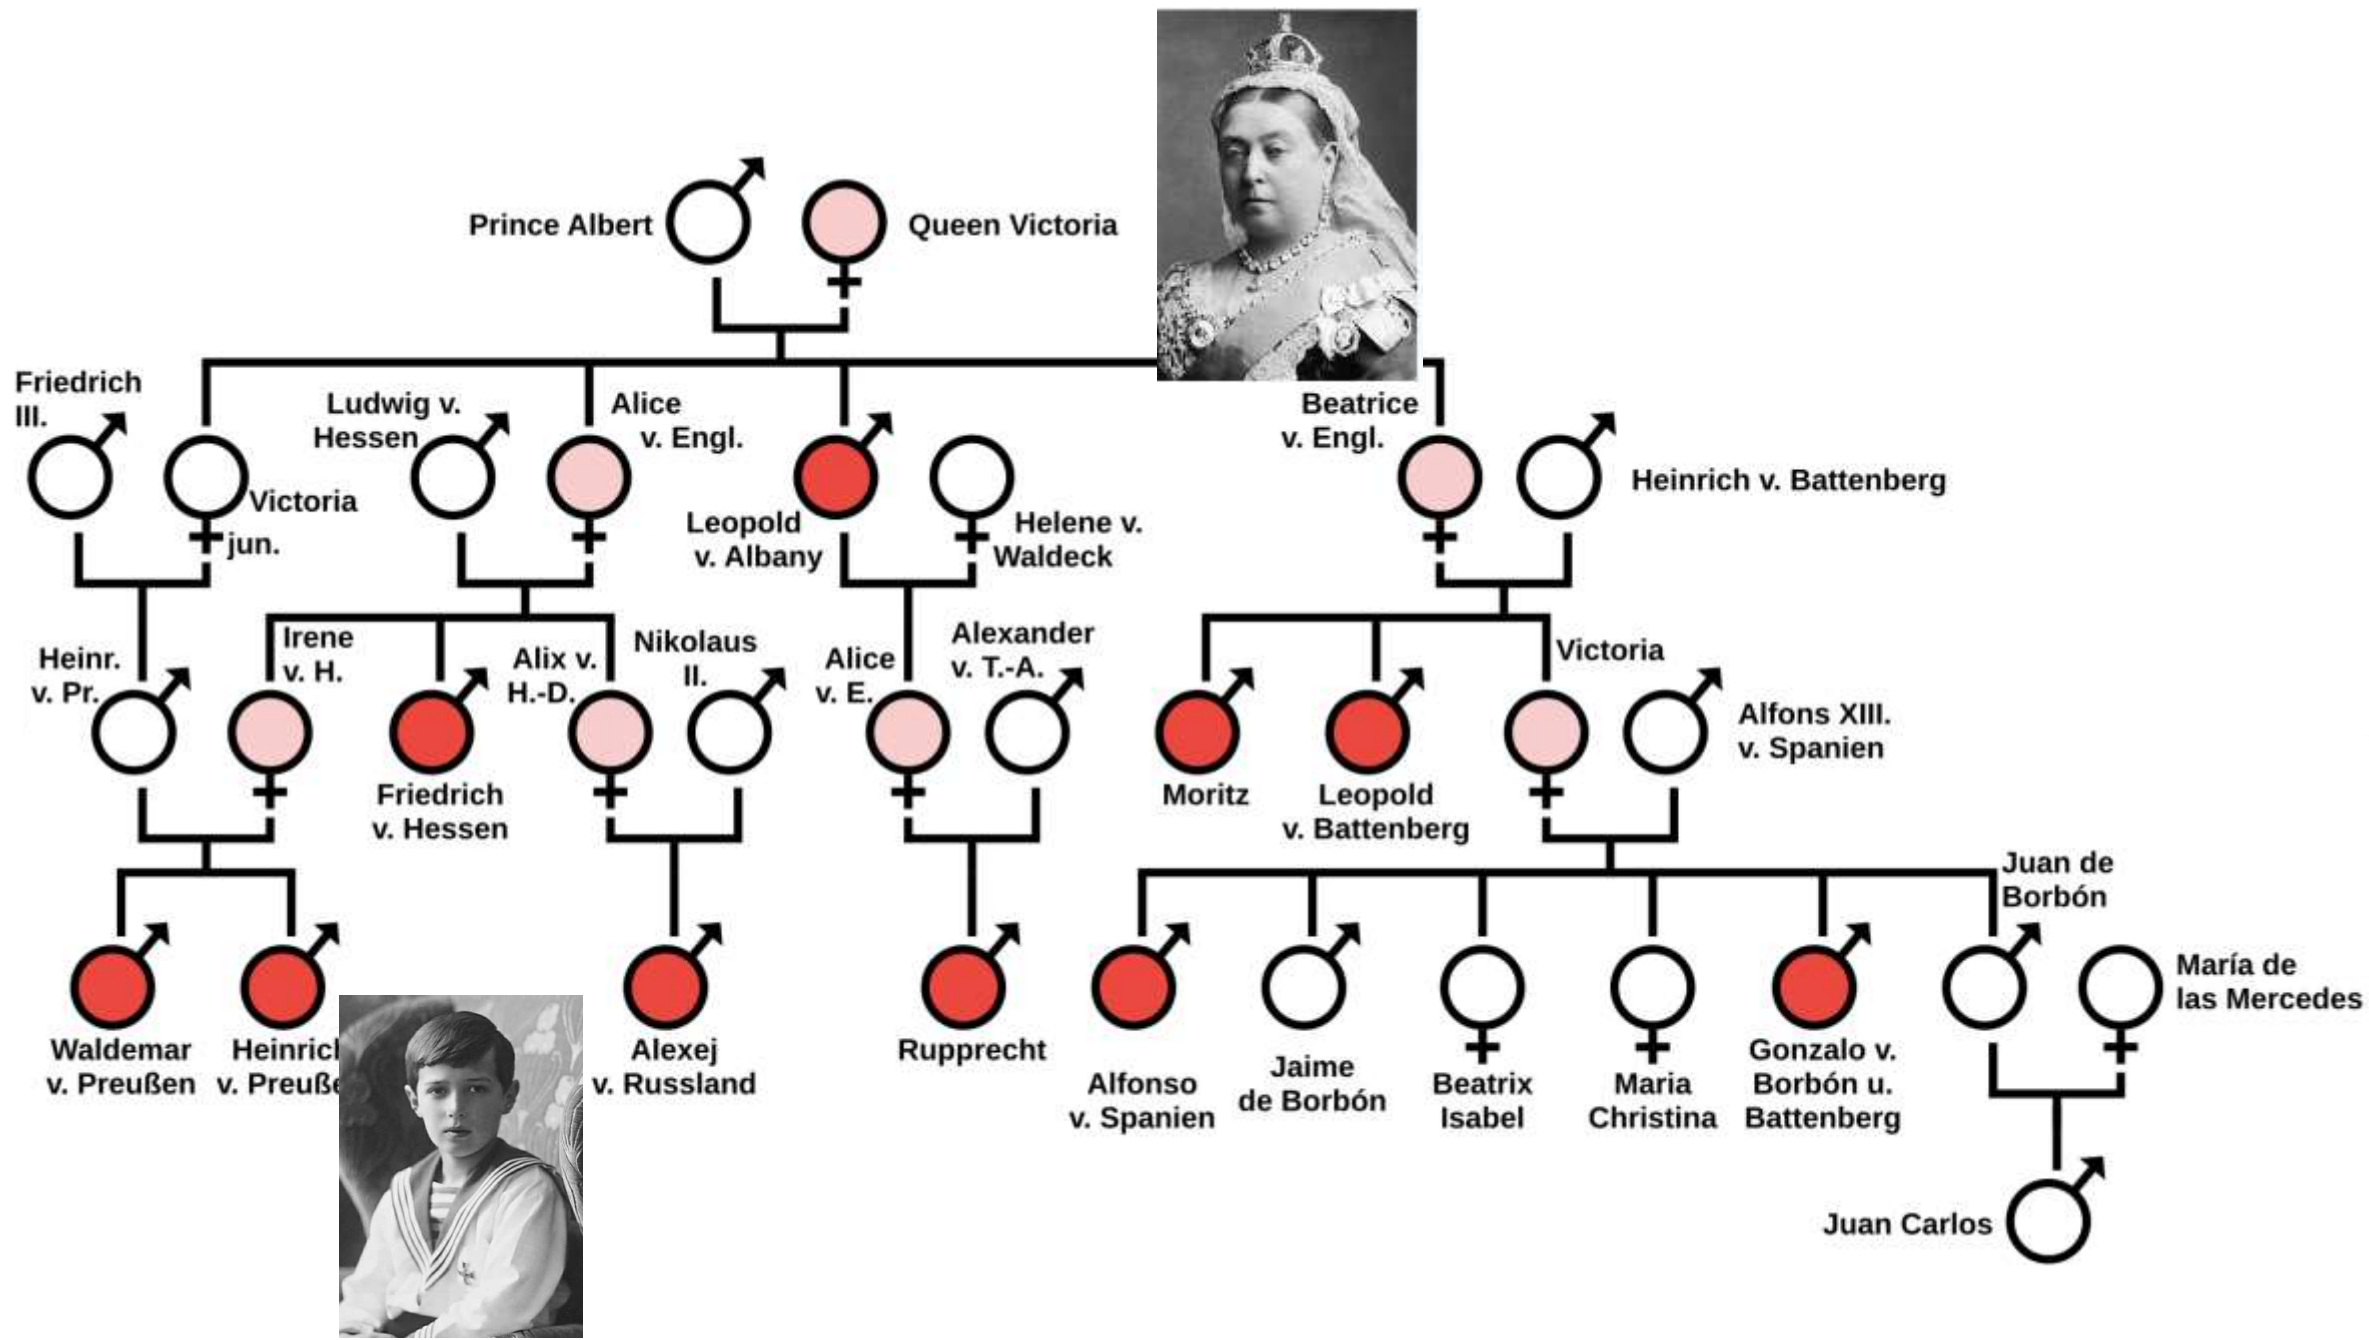 Prince Albert
Queen Victoria
Friedrich
III.
Victoria
jun.
Ludwig v.
Hessen
Alice
v. Engl.
Leopold
v. Albany
Helene v.
Waldeck
Beatrice
v. Engl.
Heinrich v. Battenberg
Heinr.
v. Pr.
Irene
v. H.
Friedrich
v. Hessen
Alix v.
H.-D.
Nikolaus
II.
Alice
v. E.
Alexander
v. T.-A.
Moritz
Leopold
v. Battenberg
Victoria
Alfons XIII.
v. Spanien
Waldemar
v. Preußen
Heinrich
v. Preuße
Alexej
v. Russland
Rupprecht
Alfonso
v. Spanien
Jaime
de Borbón
Beatrix
Isabel
Maria
Christina
Gonzalo v.
Borbón u.
Battenberg
Juan de
Borbón
María de
las Mercedes
Juan Carlos